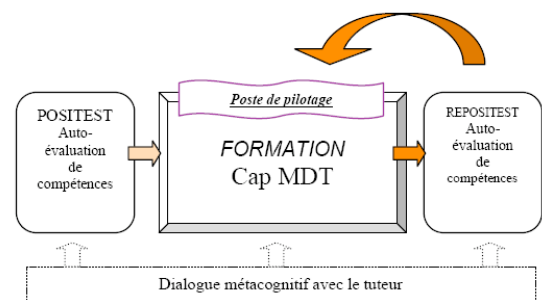 POSITEST
Auto-
évaluation
de
compétences
Poste de pilotage
FORMATION
Cap MDT
REPOSITEST
Auto-
évaluation
de
compétences
Dialogue métacognitif avec le tuteur